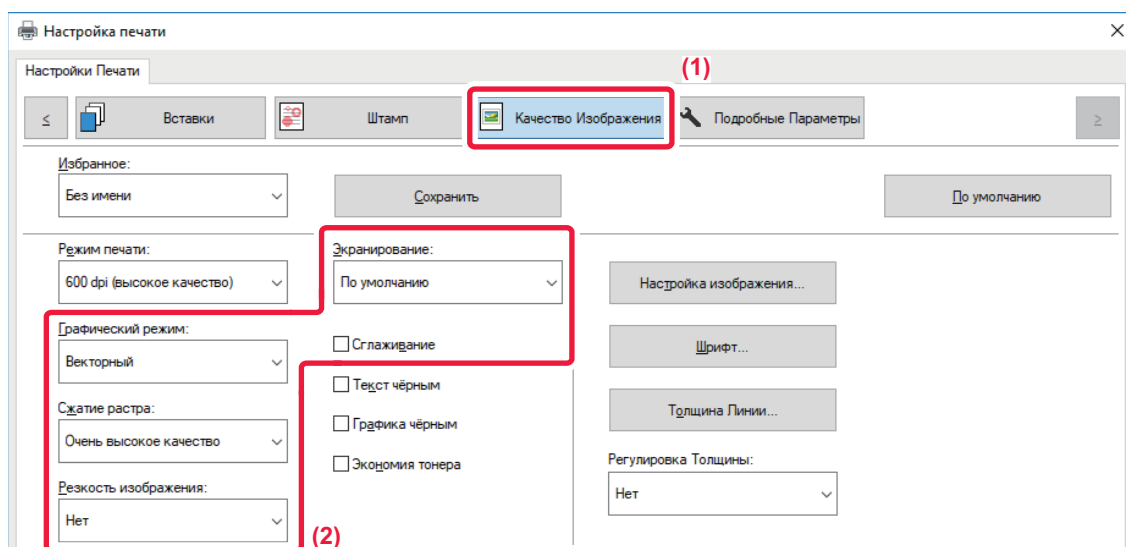 Настройка печати
Настройки Печати
(1)
≤ Вставки Штамп Качество Изображения Подробные Параметры ≥
Избранное:
Без имени Сохранить По умолчанию
Режим печати: Экранирование:
600 dpi (высокое качество) По умолчанию Настройка изображения...
Графический режим:
Векторный Сглаживание Шрифт...
Текст чёрным
Сжатие растра:
Очень высокое качество Графика чёрным Толщина Линии...
Экономия тонера Регулировка Толщины:
Резкость изображения:
Нет Нет
(2)